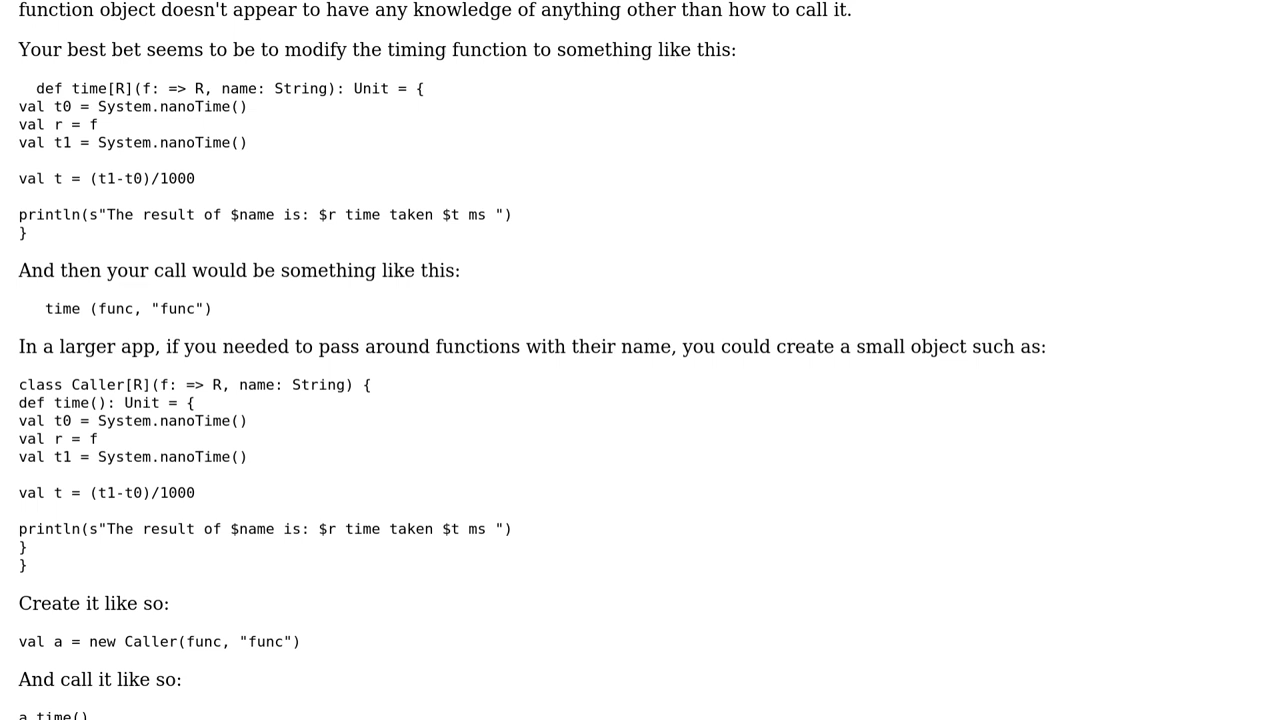 function object doesn't appear to have any knowledge of anything other than how to call it.
Your best bet seems to be to modify the timing function to something like this:
  def time[R](f: => R, name: String): Unit = {
val t0 = System.nanoTime()
val r = f
val t1 = System.nanoTime()
val t = (t1-t0)/1000
println(s"The result of $name is: $r time taken $t ms ")
}
And then your call would be something like this:
   time (func, "func")
In a larger app, if you needed to pass around functions with their name, you could create a small object such as:
class Caller[R](f: => R, name: String) {
def time(): Unit = {
val t0 = System.nanoTime()
val r = f
val t1 = System.nanoTime()
val t = (t1-t0)/1000
println(s"The result of $name is: $r time taken $t ms ")
}
}
Create it like so:
val a = new Caller(func, "func")
And call it like so:
a.time()